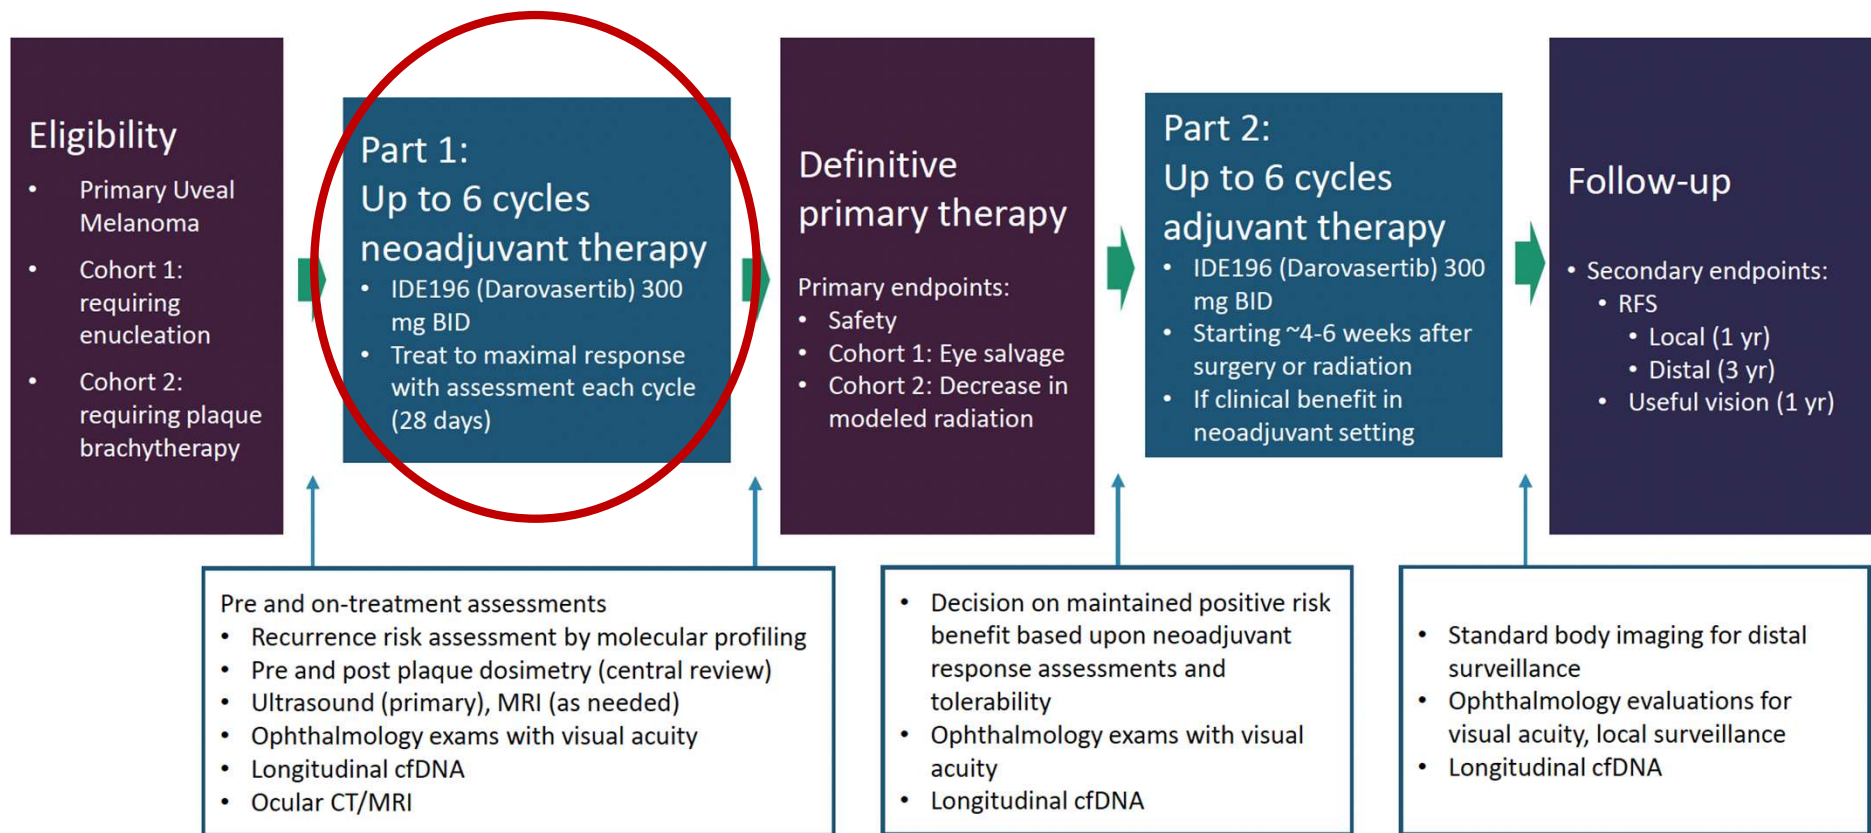 Eligibility
• Primary Uveal
Melanoma
• Cohort 1:
requiring
enucleation
• Cohort 2:
requiring plaque
brachytherapy
Part 1:
Up to 6 cycles
neoadjuvant therapy
• IDE196 (Darovasertib) 300
mg BID
• Treat to maximal response
with assessment each cycle
(28 days)
Definitive
primary therapy
Primary endpoints:
• Safety
• Cohort 1: Eye salvage
• Cohort 2: Decrease in
modeled radiation
Part 2:
Up to 6 cycles
adjuvant therapy
• IDE196 (Darovasertib) 300
mg BID
• Starting ~4-6 weeks after
surgery or radiation
• If clinical benefit in
neoadjuvant setting
Follow-up
• Secondary endpoints:
• RFS
• Local (1 yr)
• Distal (3 yr)
• Useful vision (1 yr)
Pre and on-treatment assessments
• Recurrence risk assessment by molecular profiling
• Pre and post plaque dosimetry (central review)
• Ultrasound (primary), MRI (as needed)
• Ophthalmology exams with visual acuity
• Longitudinal cfDNA
• Ocular CT/MRI
• Decision on maintained positive risk
benefit based upon neoadjuvant
response assessments and
tolerability
• Ophthalmology exams with visual
acuity
• Longitudinal cfDNA
• Standard body imaging for distal
surveillance
• Ophthalmology evaluations for
visual acuity, local surveillance
• Longitudinal cfDNA